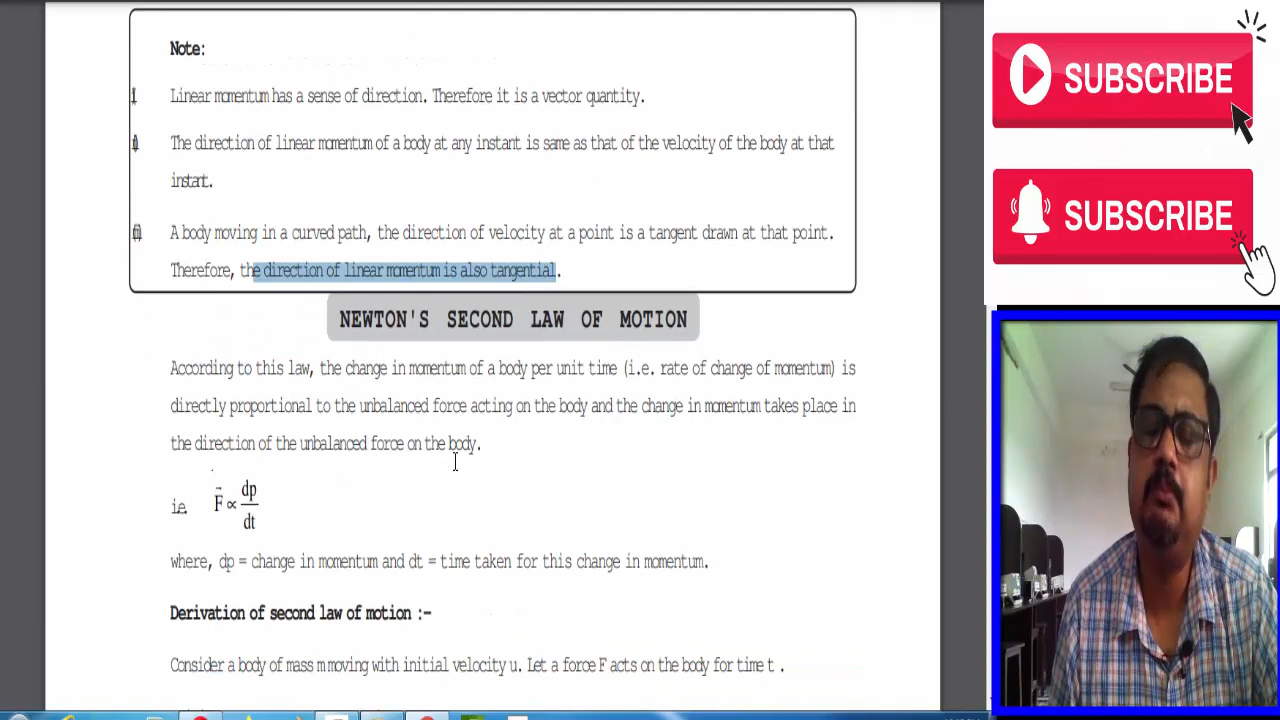 Note:
Linear momentum has a sense of direction. Therefore it is a vector quantity.
The direction of linear momentum of a body at any instant is same as that of the velocity of the body at that
instant.
A body moving in a curved path, the direction of velocity at a point is a tangent drawn at that point.
Therefore, the direction of linear momentum is also tangential.
NEWTON'S SECOND LAW OF MOTION
According to this law, the change in momentum of a body per unit time (i.e. rate of change of momentum) is
directly proportional to the unbalanced force acting on the body and the change in momentum takes place in
the direction of the unbalanced force on the body.
ie. F⃗ ∝ dp/dt
where, dp = change in momentum and dt = time taken for this change in momentum.
Derivation of second law of motion :-
Consider a body of mass m moving with initial velocity u. Let a force F acts on the body for time t .
SUBSCRIBE
SUBSCRIBE